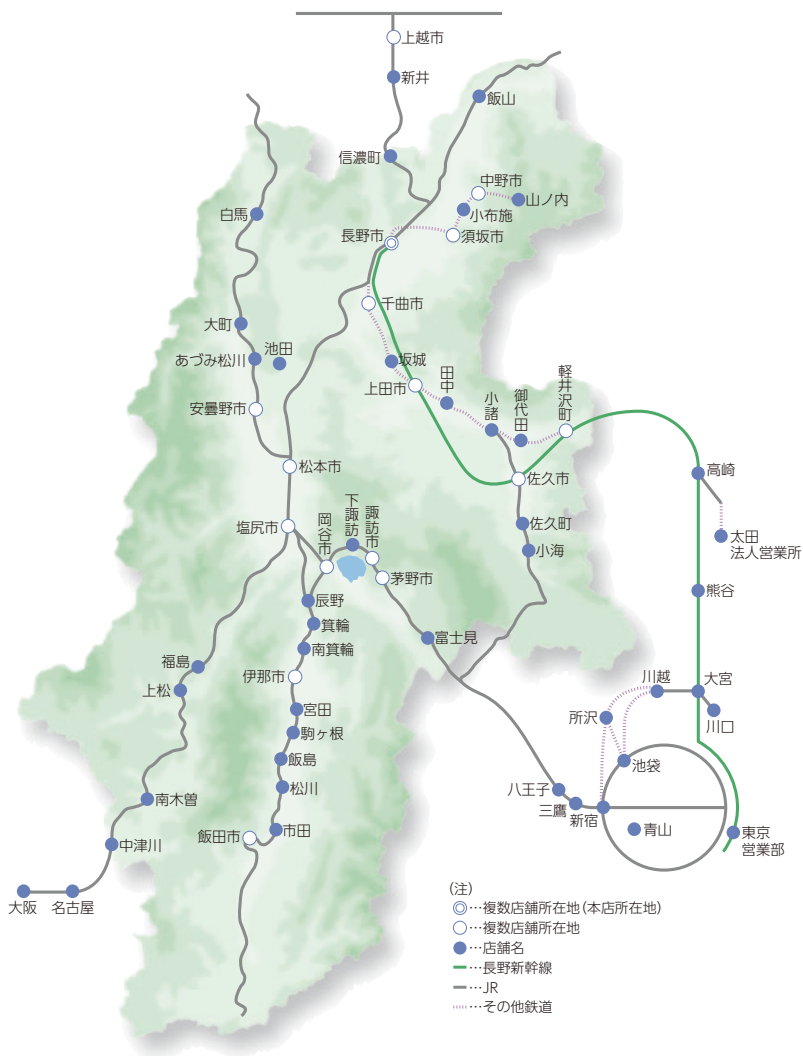 上越市
新井
飯山
信濃町
中野市
山ノ内
小布施
白馬
長野市
須坂市
千曲市
大町
池田
あづみ松川
坂城
田中
上田市
小諸
御代田
軽井沢町
安曇野市
松本市
佐久市
高崎
塩尻市
岡谷市
下諏訪
諏訪市
佐久町
太田
法人営業所
小海
茅野市
熊谷
辰野
箕輪
富士見
南箕輪
福島
伊那市
上松
川越
大宮
宮田
所沢
川口
駒ヶ根
飯島
池袋
松川
八王子
南木曽
三鷹
新宿
市田
飯田市
青山
東京
営業部
中津川
大阪
名古屋
(注)
…複数店舗所在地(本店所在地)
…複数店舗所在地
…店舗名
…長野新幹線
…JR
…その他鉄道